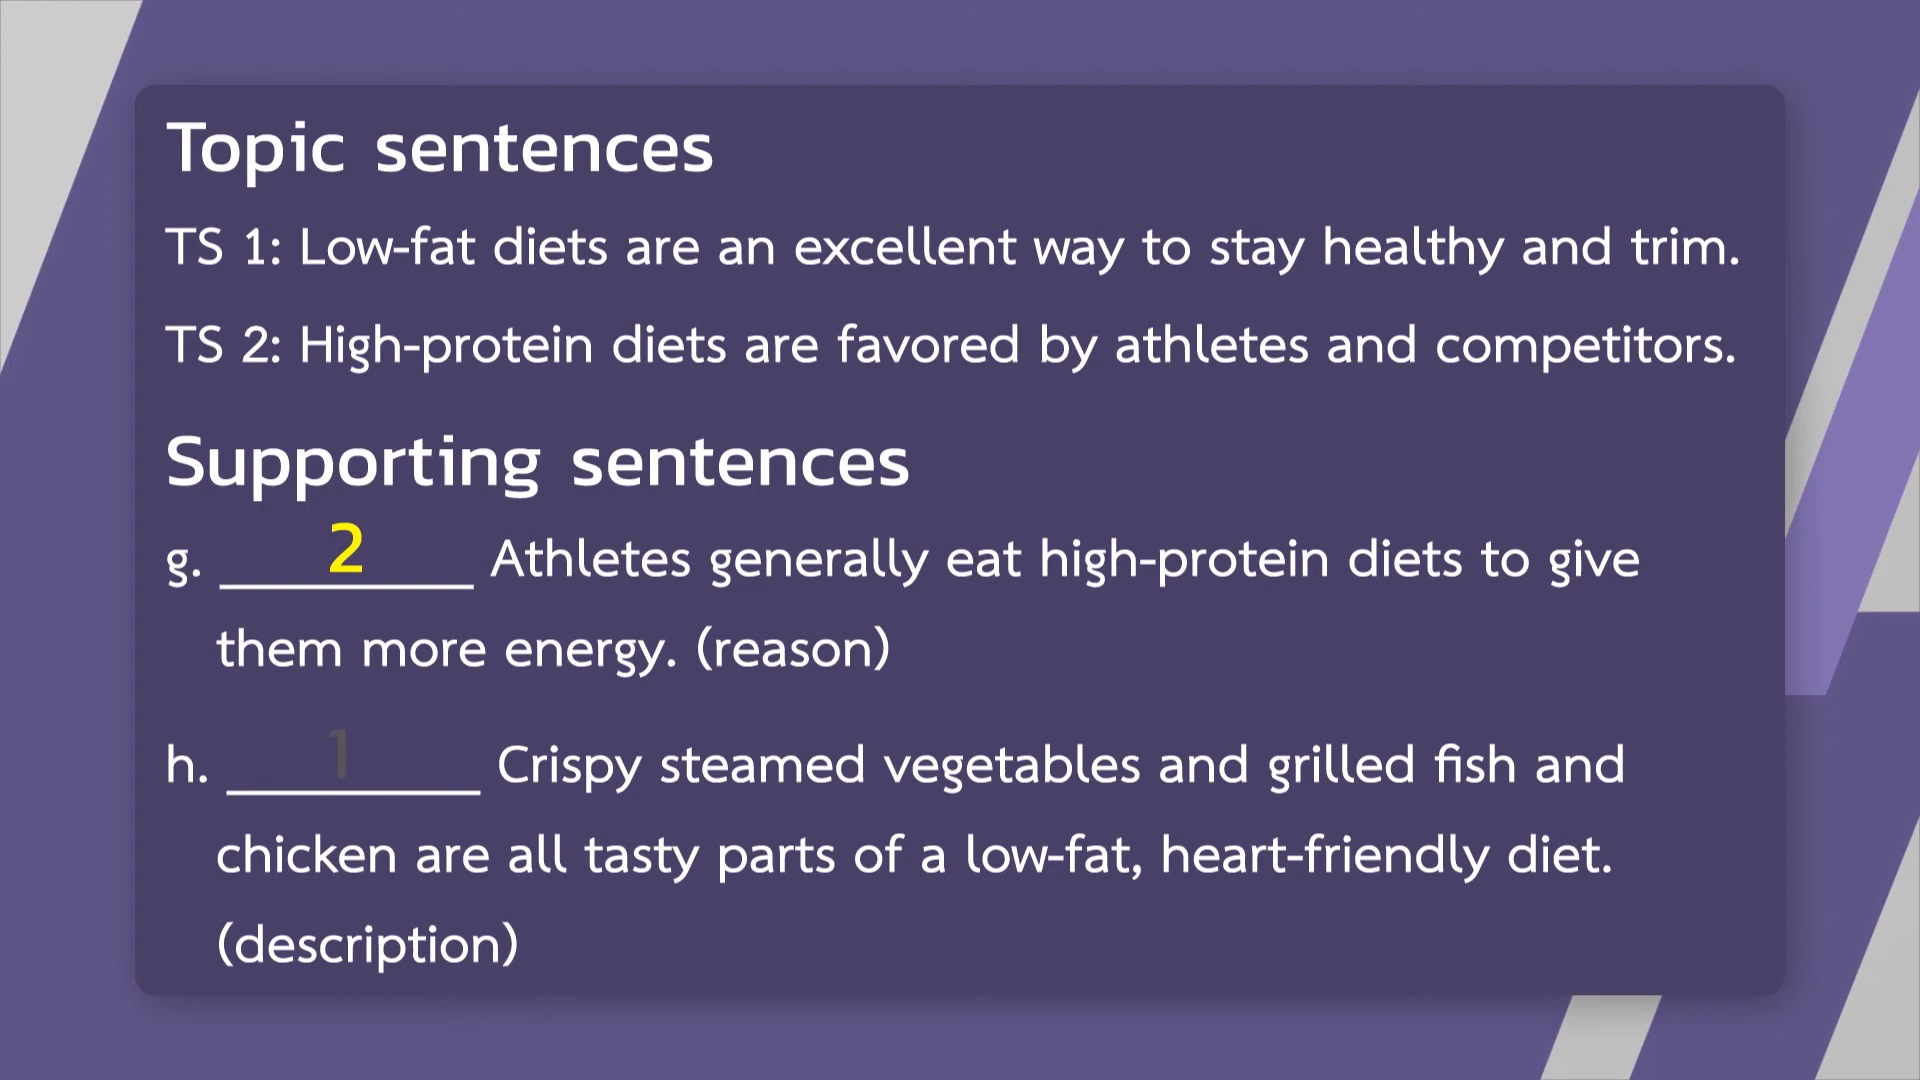 Topic sentences
TS 1: Low-fat diets are an excellent way to stay healthy and trim.
TS 2: High-protein diets are favored by athletes and competitors.
Supporting sentences
g. ___2___ Athletes generally eat high-protein diets to give
them more energy. (reason)
h. ___1___ Crispy steamed vegetables and grilled fish and
chicken are all tasty parts of a low-fat, heart-friendly diet.
(description)